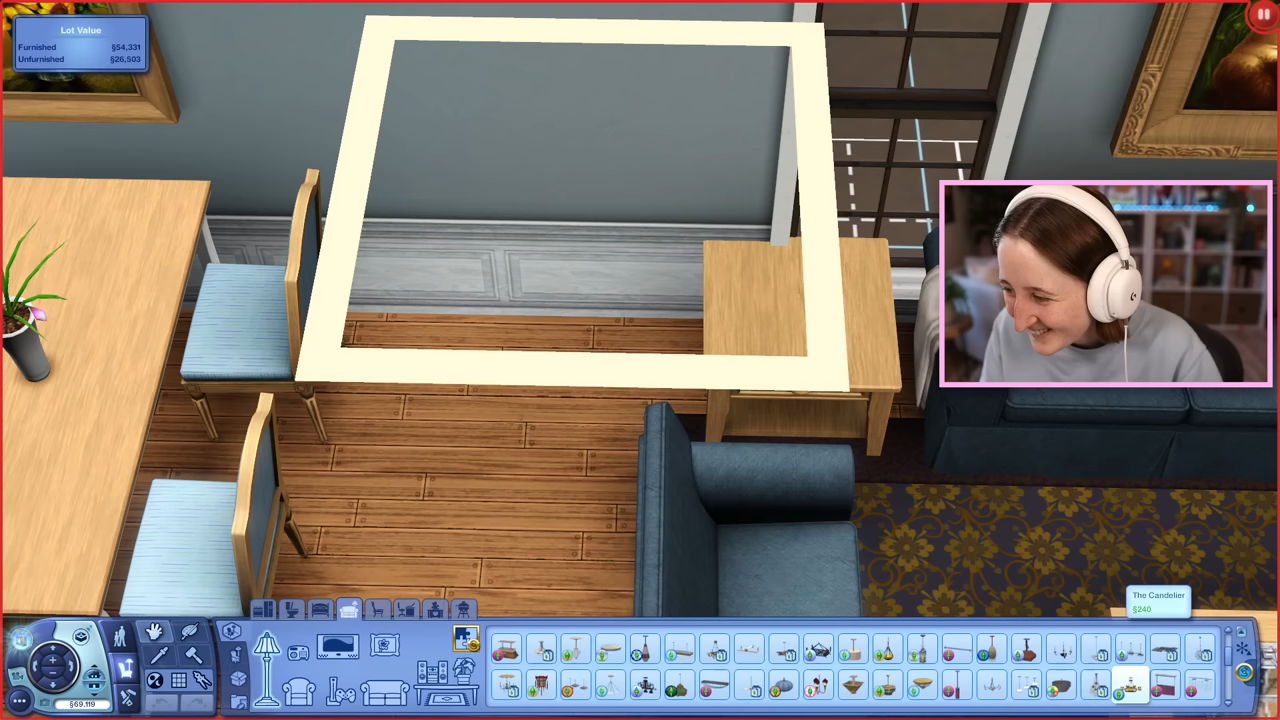 Lot Value
Furnished §54,331
Unfurnished §26,503
The Candelier
§240
§69,119